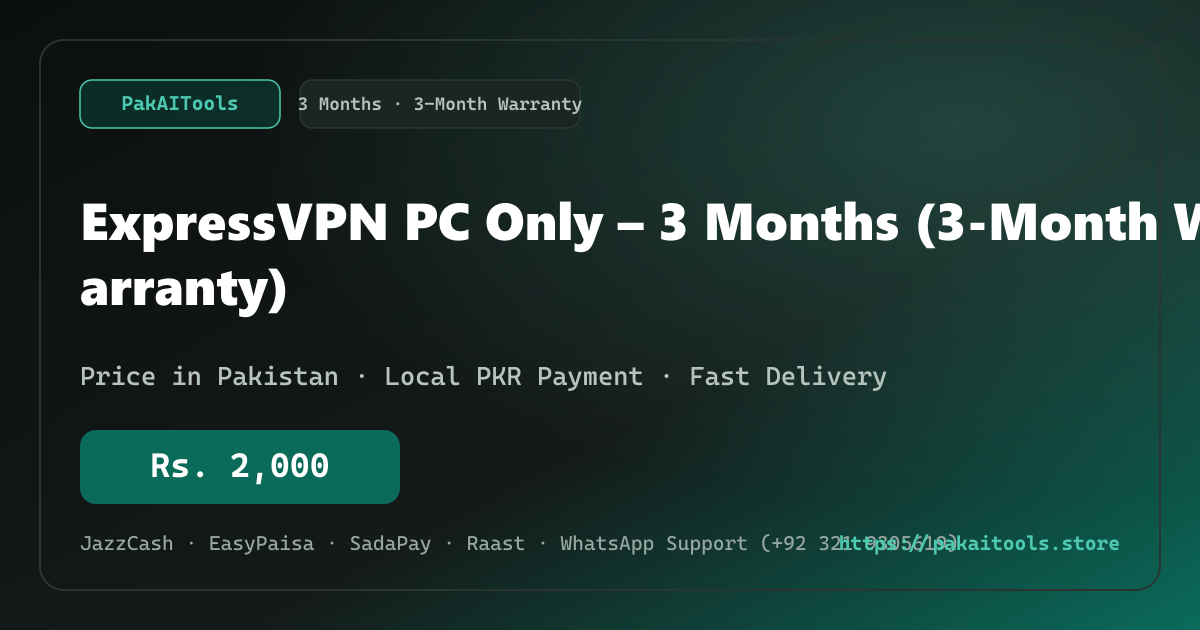 PakAITools
3 Months · 3-Month Warranty
ExpressVPN PC Only – 3 Months (3-Month W
arranty)
Price in Pakistan · Local PKR Payment · Fast Delivery
Rs. 2,000
JazzCash · EasyPaisa · SadaPay · Raast · WhatsApp Support (+92 321
https://pakaitools.store